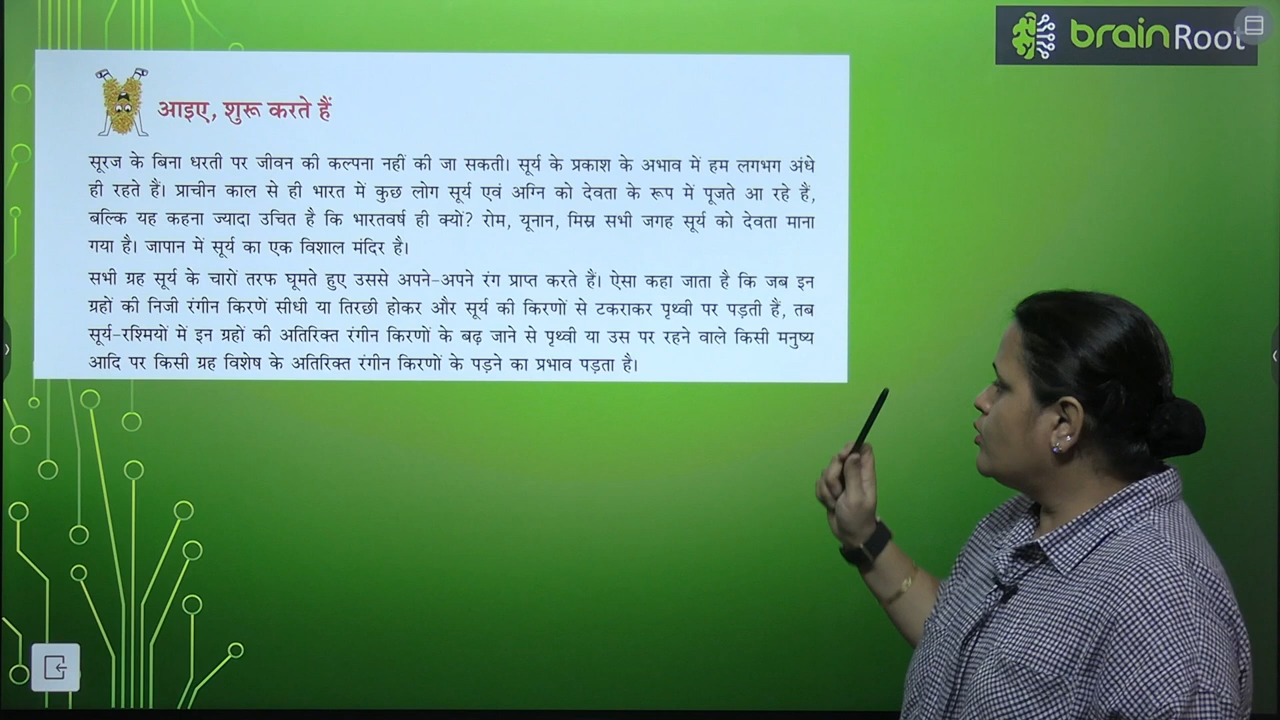 brainRoot
आइए, शुरू करते हैं
सूरज के बिना धरती पर जीवन की कल्पना नहीं की जा सकती। सूर्य के प्रकाश के अभाव में हम लगभग अंधे
ही रहते हैं। प्राचीन काल से ही भारत में कुछ लोग सूर्य एवं अग्नि को देवता के रूप में पूजते आ रहे हैं,
बल्कि यह कहना ज्यादा उचित है कि भारतवर्ष ही क्यों? रोम, यूनान, मिस्र सभी जगह सूर्य को देवता माना
गया है। जापान में सूर्य का एक विशाल मंदिर है।
सभी ग्रह सूर्य के चारों तरफ घूमते हुए उससे अपने-अपने रंग प्राप्त करते हैं। ऐसा कहा जाता है कि जब इन
ग्रहों की निजी रंगीन किरणें सीधी या तिरछी होकर और सूर्य की किरणों से टकराकर पृथ्वी पर पड़ती हैं, तब
सूर्य-रश्मियों में इन ग्रहों की अतिरिक्त रंगीन किरणों के बढ़ जाने से पृथ्वी या उस पर रहने वाले किसी मनुष्य
आदि पर किसी ग्रह विशेष के अतिरिक्त रंगीन किरणों के पड़ने का प्रभाव पड़ता है।